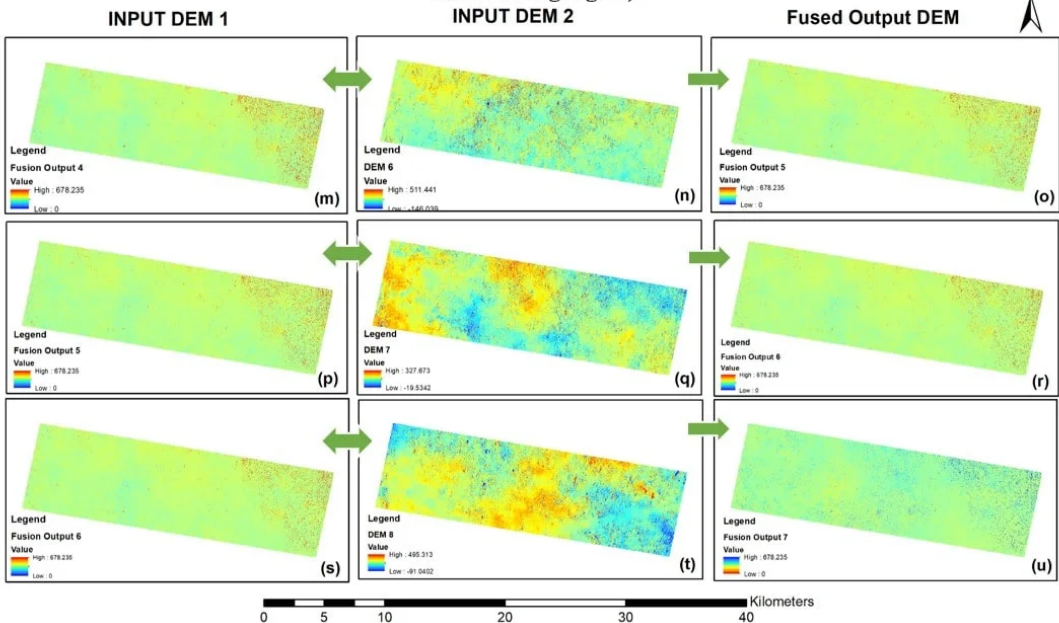 INPUT DEM 1
INPUT DEM 2
Fused Output DEM
Legend
Fusion Output 4
Value
High : 678.235
Low : 0
(m)
Legend
DEM 6
Value
High : 511.441
Low : -146.039
(n)
Legend
Fusion Output 5
Value
High : 678.235
Low : 0
(o)
Legend
Fusion Output 5
Value
High : 678.235
Low : 0
(p)
Legend
DEM 7
Value
High : 327.673
Low : -19.5342
(q)
Legend
Fusion Output 6
Value
High : 678.235
Low : 0
(r)
Legend
Fusion Output 6
Value
High : 678.235
Low : 0
(s)
Legend
DEM 8
Value
High : 495.313
Low : -91.0402
(t)
Legend
Fusion Output 7
Value
High : 678.235
Low : 0
(u)
Kilometers
0 5 10 20 30 40